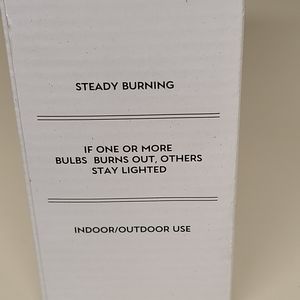 STEADY BURNING
IF ONE OR MORE
BULBS BURNS OUT, OTHERS
STAY LIGHTED
INDOOR/OUTDOOR USE